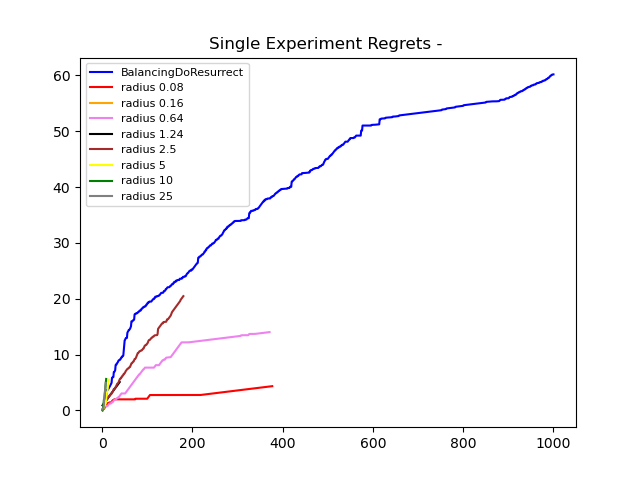 Single Experiment Regrets -
60
50
40
30
20
10
0
BalancingDoResurrect
radius 0.08
radius 0.16
radius 0.64
radius 1.24
radius 2.5
radius 5
radius 10
radius 25
0
200
400
600
800
1000